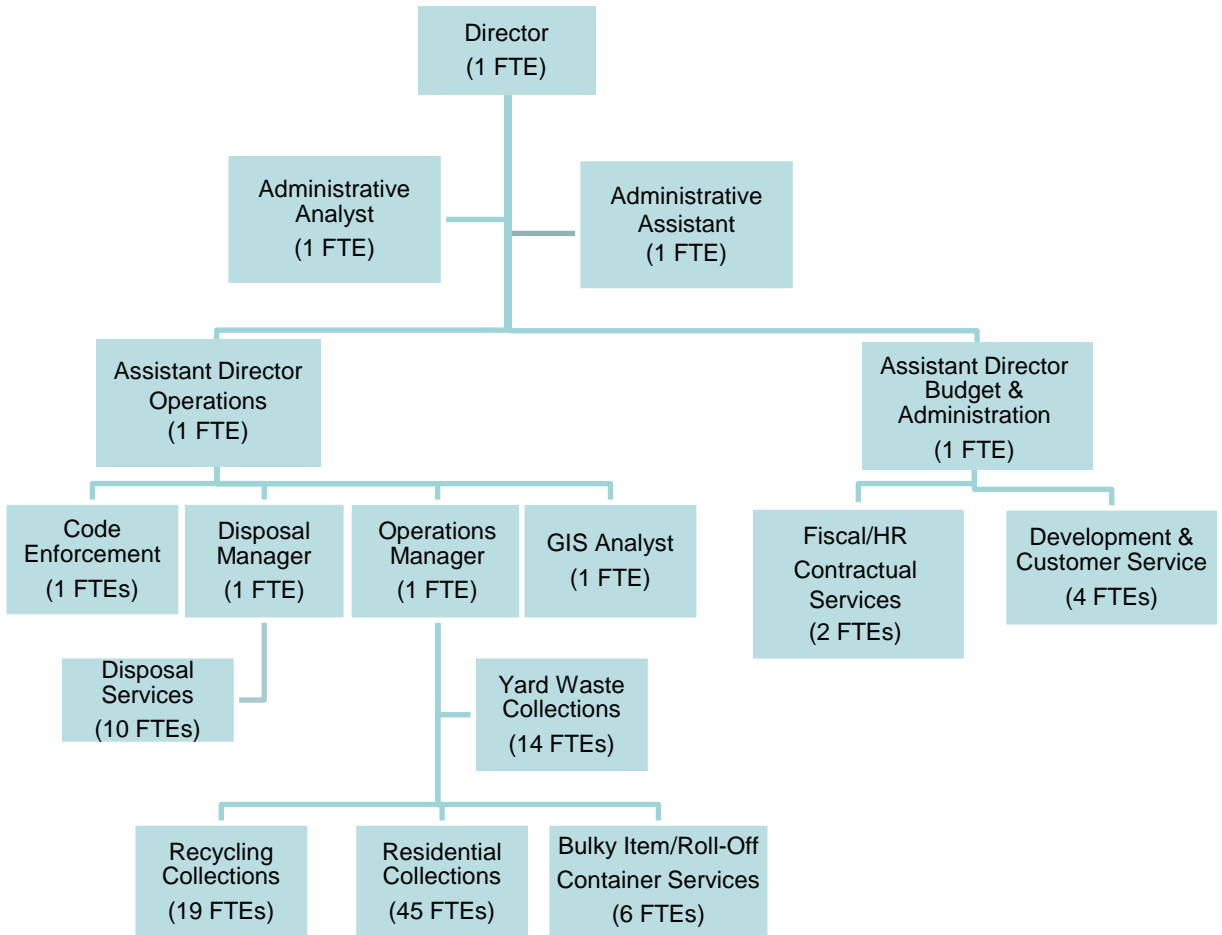 Director
(1 FTE)
Administrative
Analyst
(1 FTE)
Administrative
Assistant
(1 FTE)
Assistant Director
Operations
(1 FTE)
Assistant Director
Budget &
Administration
(1 FTE)
Code
Enforcement
(1 FTEs)
Disposal
Manager
(1 FTE)
Operations
Manager
(1 FTE)
GIS Analyst
(1 FTE)
Fiscal/HR
Contractual
Services
(2 FTEs)
Development &
Customer Service
(4 FTEs)
Disposal
Services
(10 FTEs)
Yard Waste
Collections
(14 FTEs)
Recycling
Collections
(19 FTEs)
Residential
Collections
(45 FTEs)
Bulky Item/Roll-Off
Container Services
(6 FTEs)